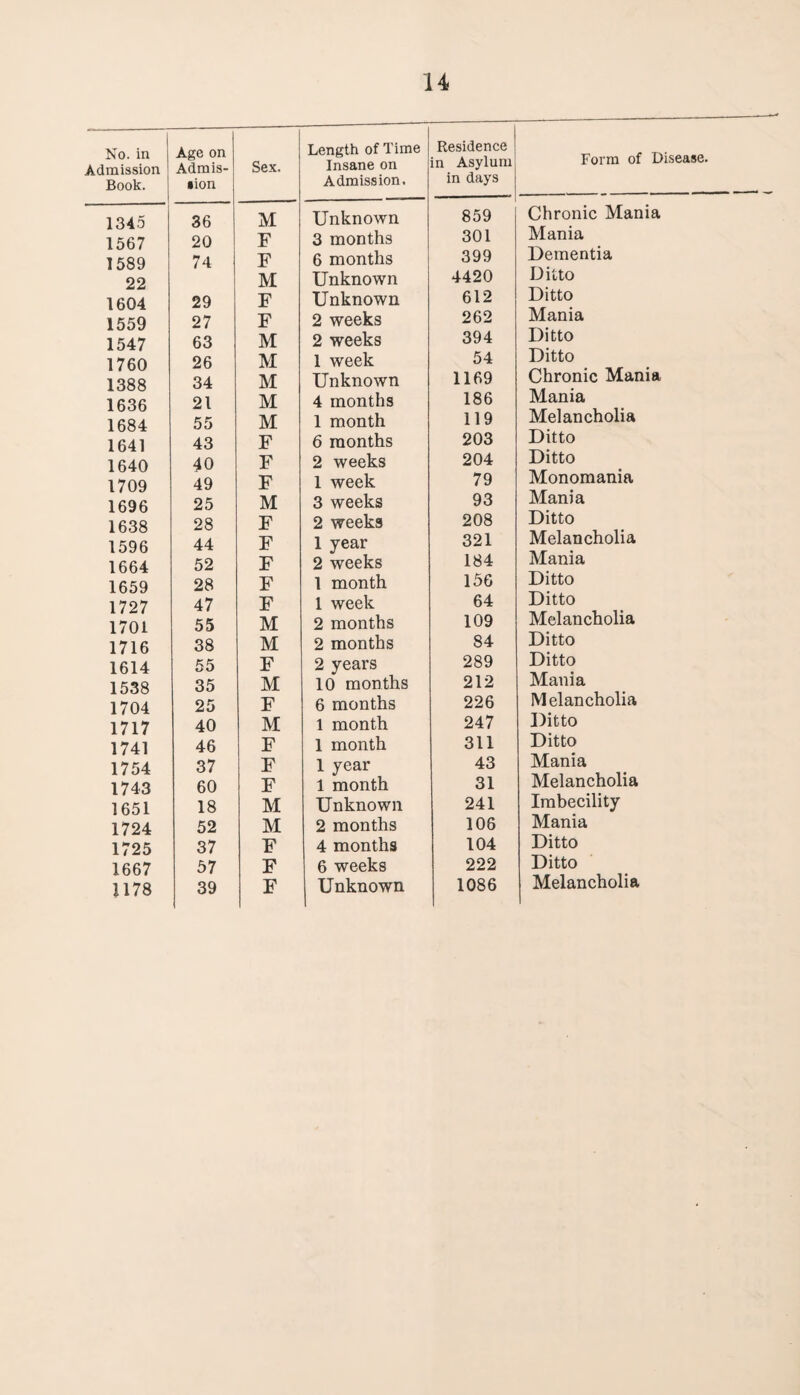 14
No. in Admission Book. Age on Admis-sion Sex. Length of Time Insane on Admission. Residence in Asylum in days Form of Disease.
1345 36 M Unknown 859 Chronic Mania
1567 20 F 3 months 301 Mania
1589 74 F 6 months 399 Dementia
22 M Unknown 4420 Ditto
1604 29 F Unknown 612 Ditto
1559 27 F 2 weeks 262 Mania
1547 63 M 2 weeks 394 Ditto
1760 26 M 1 week 54 Ditto
1388 34 M Unknown 1169 Chronic Mania
1636 21 M 4 months 186 Mania
1684 55 M 1 month 119 Melancholia
1641 43 F 6 months 203 Ditto
1640 40 F 2 weeks 204 Ditto
1709 49 F 1 week 79 Monomania
1696 25 M 3 weeks 93 Mania
1638 28 F 2 weeks 208 Ditto
1596 44 F 1 year 321 Melancholia
1664 52 F 2 weeks 184 Mania
1659 28 F 1 month 156 Ditto
1727 47 F 1 week 64 Ditto
1701 55 M 2 months 109 Melancholia
1716 38 M 2 months 84 Ditto
1614 55 F 2 years 289 Ditto
1538 35 M 10 months 212 Mania
1704 25 F 6 months 226 Melancholia
1717 40 M 1 month 247 Ditto
1741 46 F 1 month 311 Ditto
1754 37 F 1 year 43 Mania
1743 60 F 1 month 31 Melancholia
1651 18 M Unknown 241 Imbecility
1724 52 M 2 months 106 Mania
1725 37 F 4 months 104 Ditto
1667 57 F 6 weeks 222 Ditto
1178 39 F Unknown 1086 Melancholia